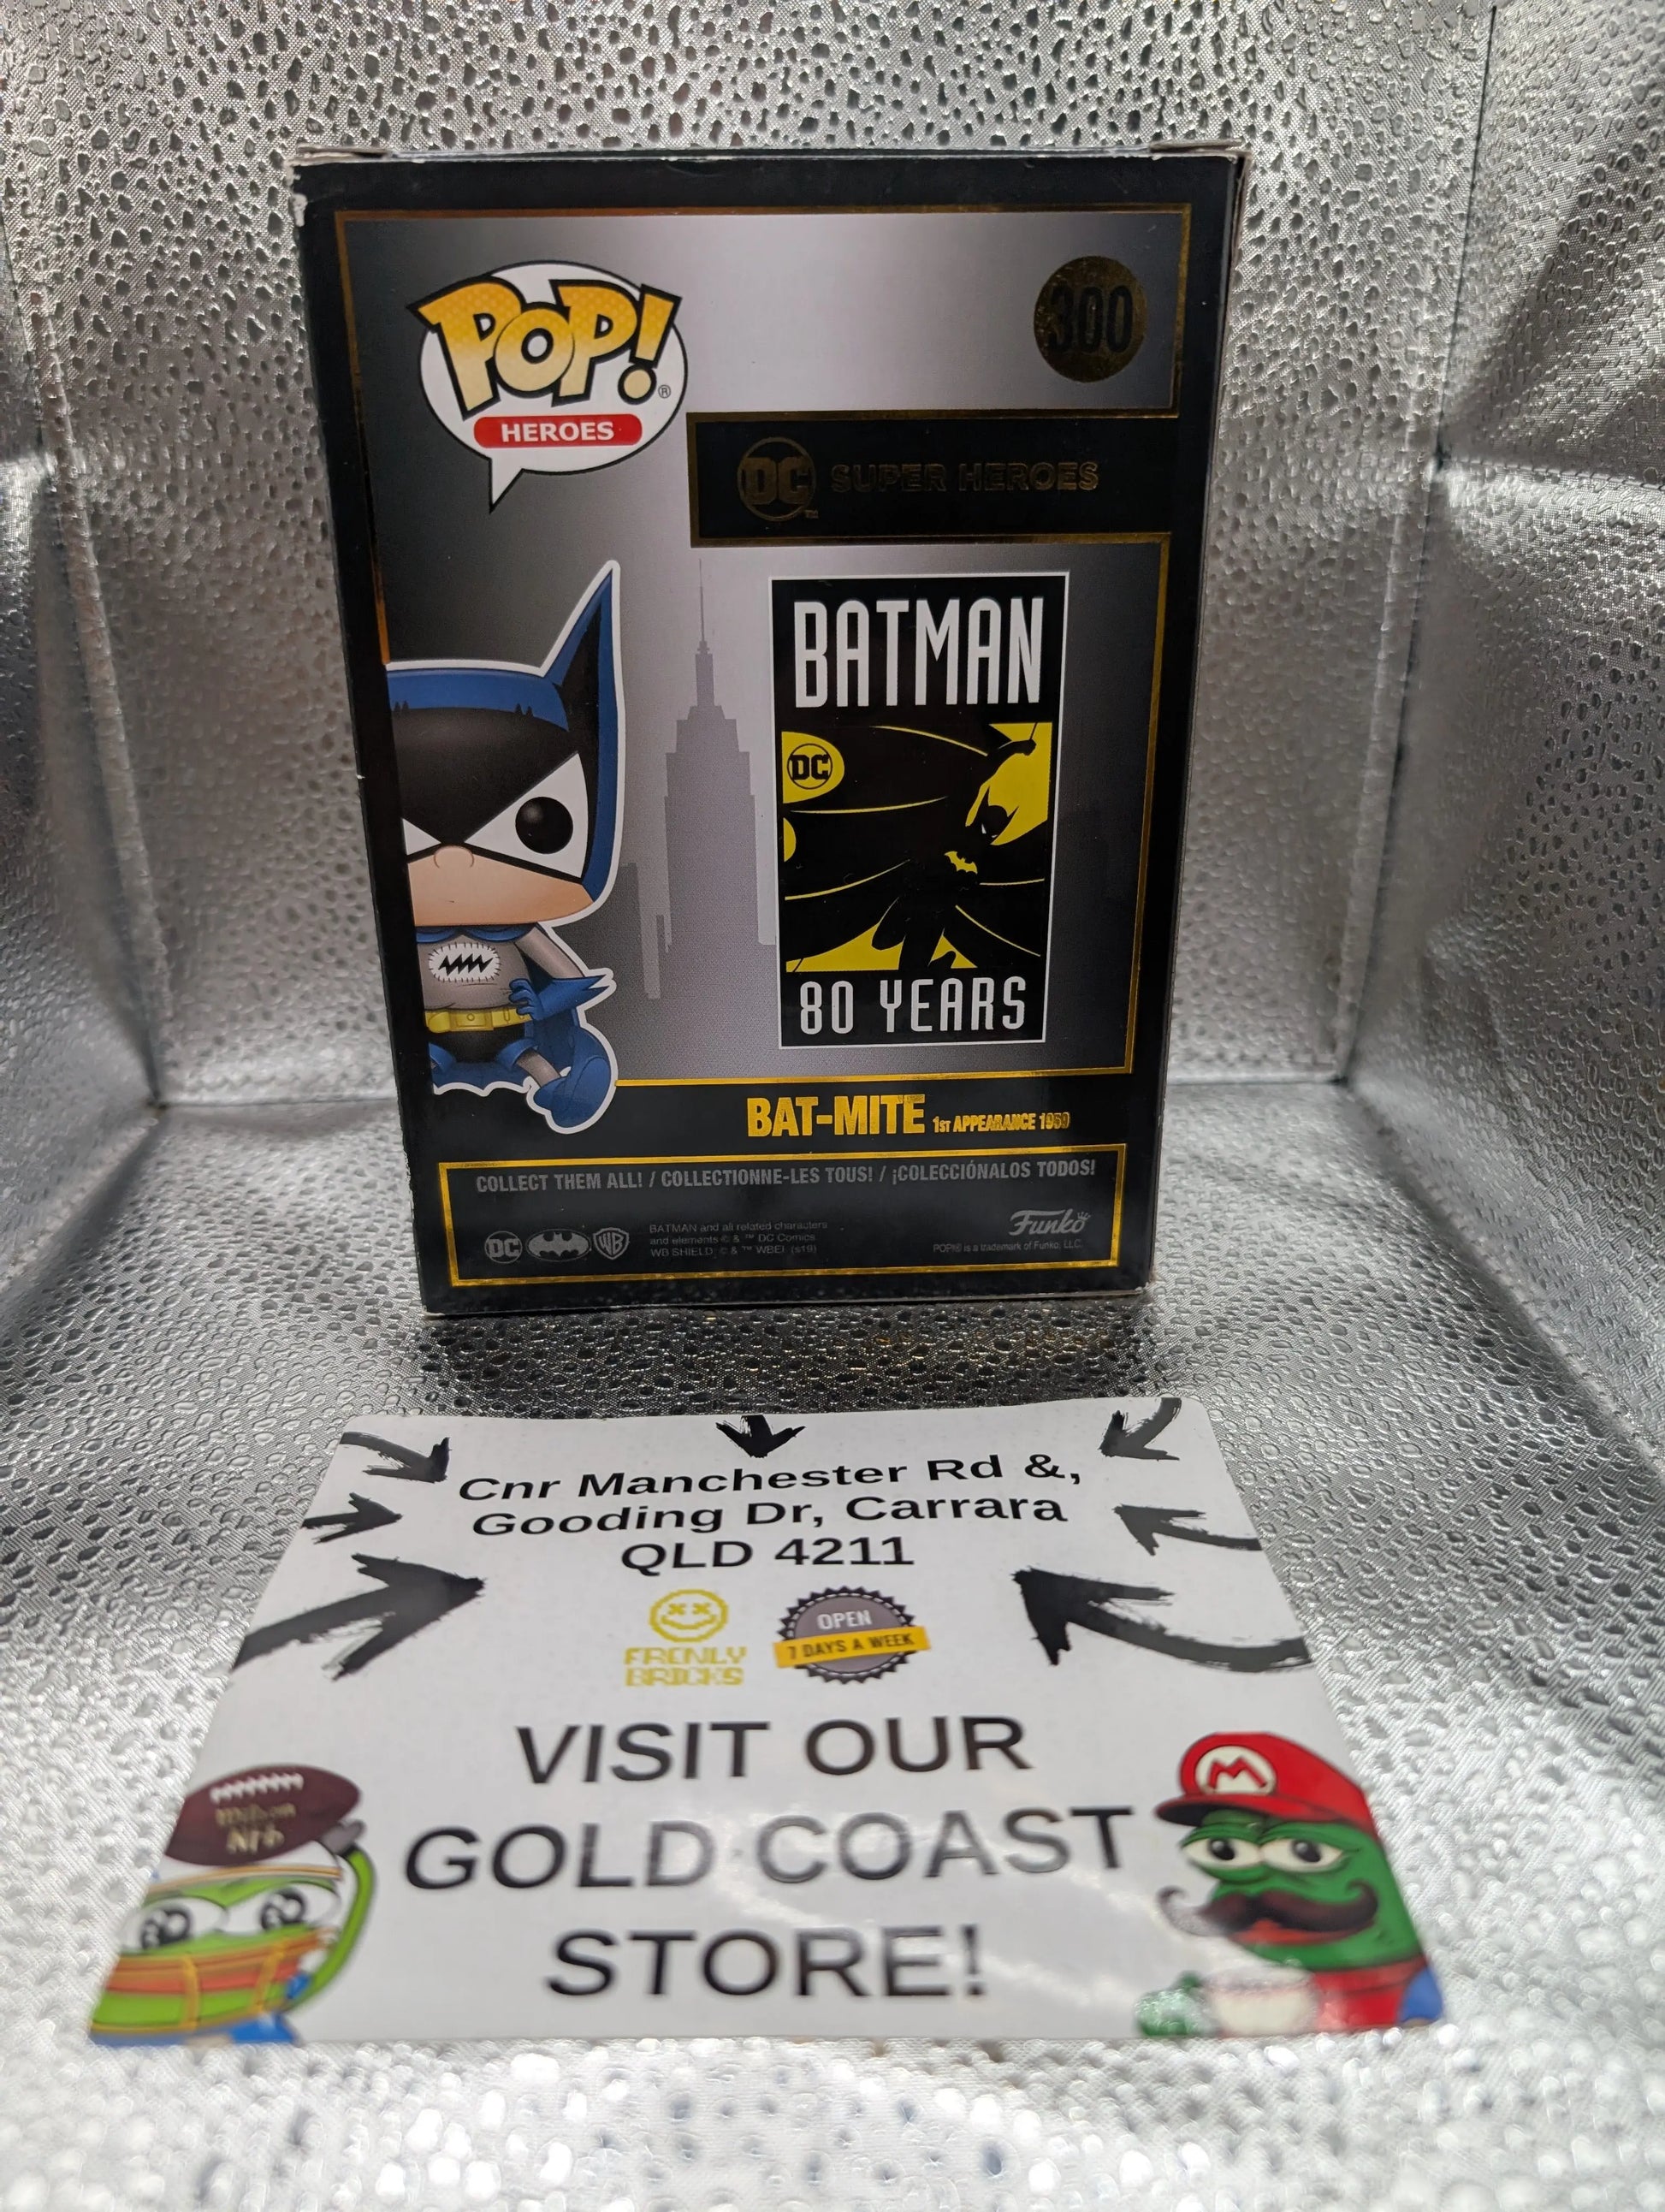 POP!
®
HEROES
300
DC
SUPER HEROES
BATMAN
DC
80 YEARS
BAT-MITE 1ST APPEARANCE 1959
COLLECT THEM ALL! / COLLECTIONNE-LES TOUS! / ¡COLECCIÓNALOS TODOS!
DC
WB
BATMAN and all related characters
and elements © & ™ DC Comics.
WB SHIELD: © & ™ WBEI. (s19)
Funko
POP!® is a trademark of Funko, LLC.
Cnr Manchester Rd &,
Gooding Dr, Carrara
QLD 4211
FRENLY
BRICKS
OPEN
7 DAYS A WEEK
VISIT OUR
GOLD COAST
STORE!
M